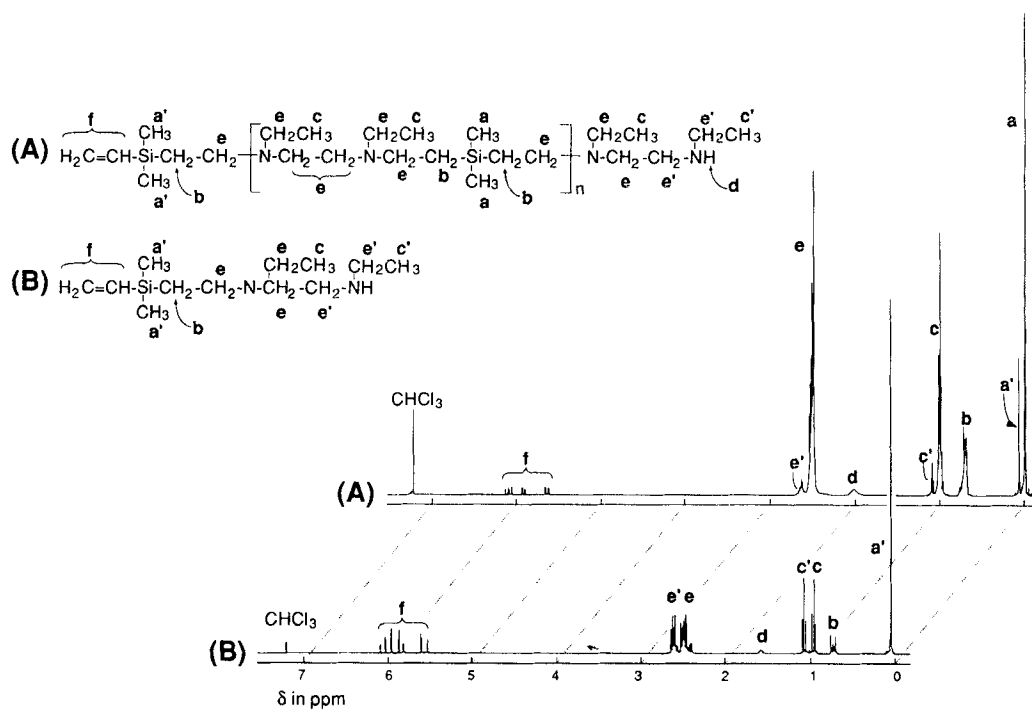 a' e c e c a e e c e' c'
f CH3 CH2CH3 CH2CH3 CH3 CH2CH3 CH2CH3
(A) H2C=CH-Si-CH2-CH2 N-CH2-CH2-N-CH2-CH2-Si-CH2-CH2 N-CH2-CH2-NH
CH3 e' b CH3 n e e' d
a' b e a b
a' e c e' c'
f CH3 e CH2CH3 CH2CH3
(B) H2C=CH-Si-CH2-CH2-N-CH2-CH2-NH
CH3 b e e'
a'
a
e
c
CHCl3
a'
b
f
e' d c'
(A)
a'
c' c
CHCl3 f e' e
d b
(B)
7 6 5 4 3 2 1 0
δ in ppm